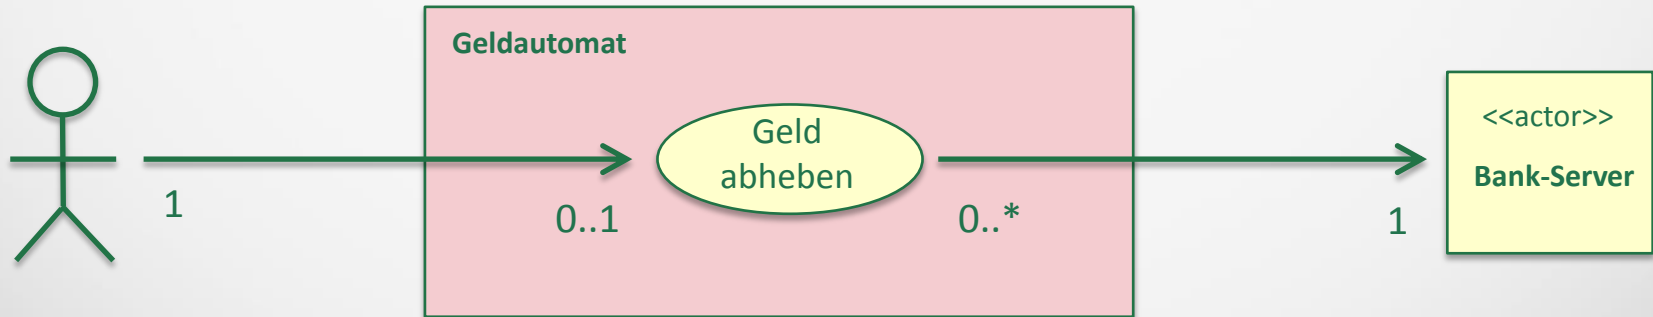 Geldautomat
Geld
abheben
<<actor>>
Bank-Server
1
0..1
0..*
1